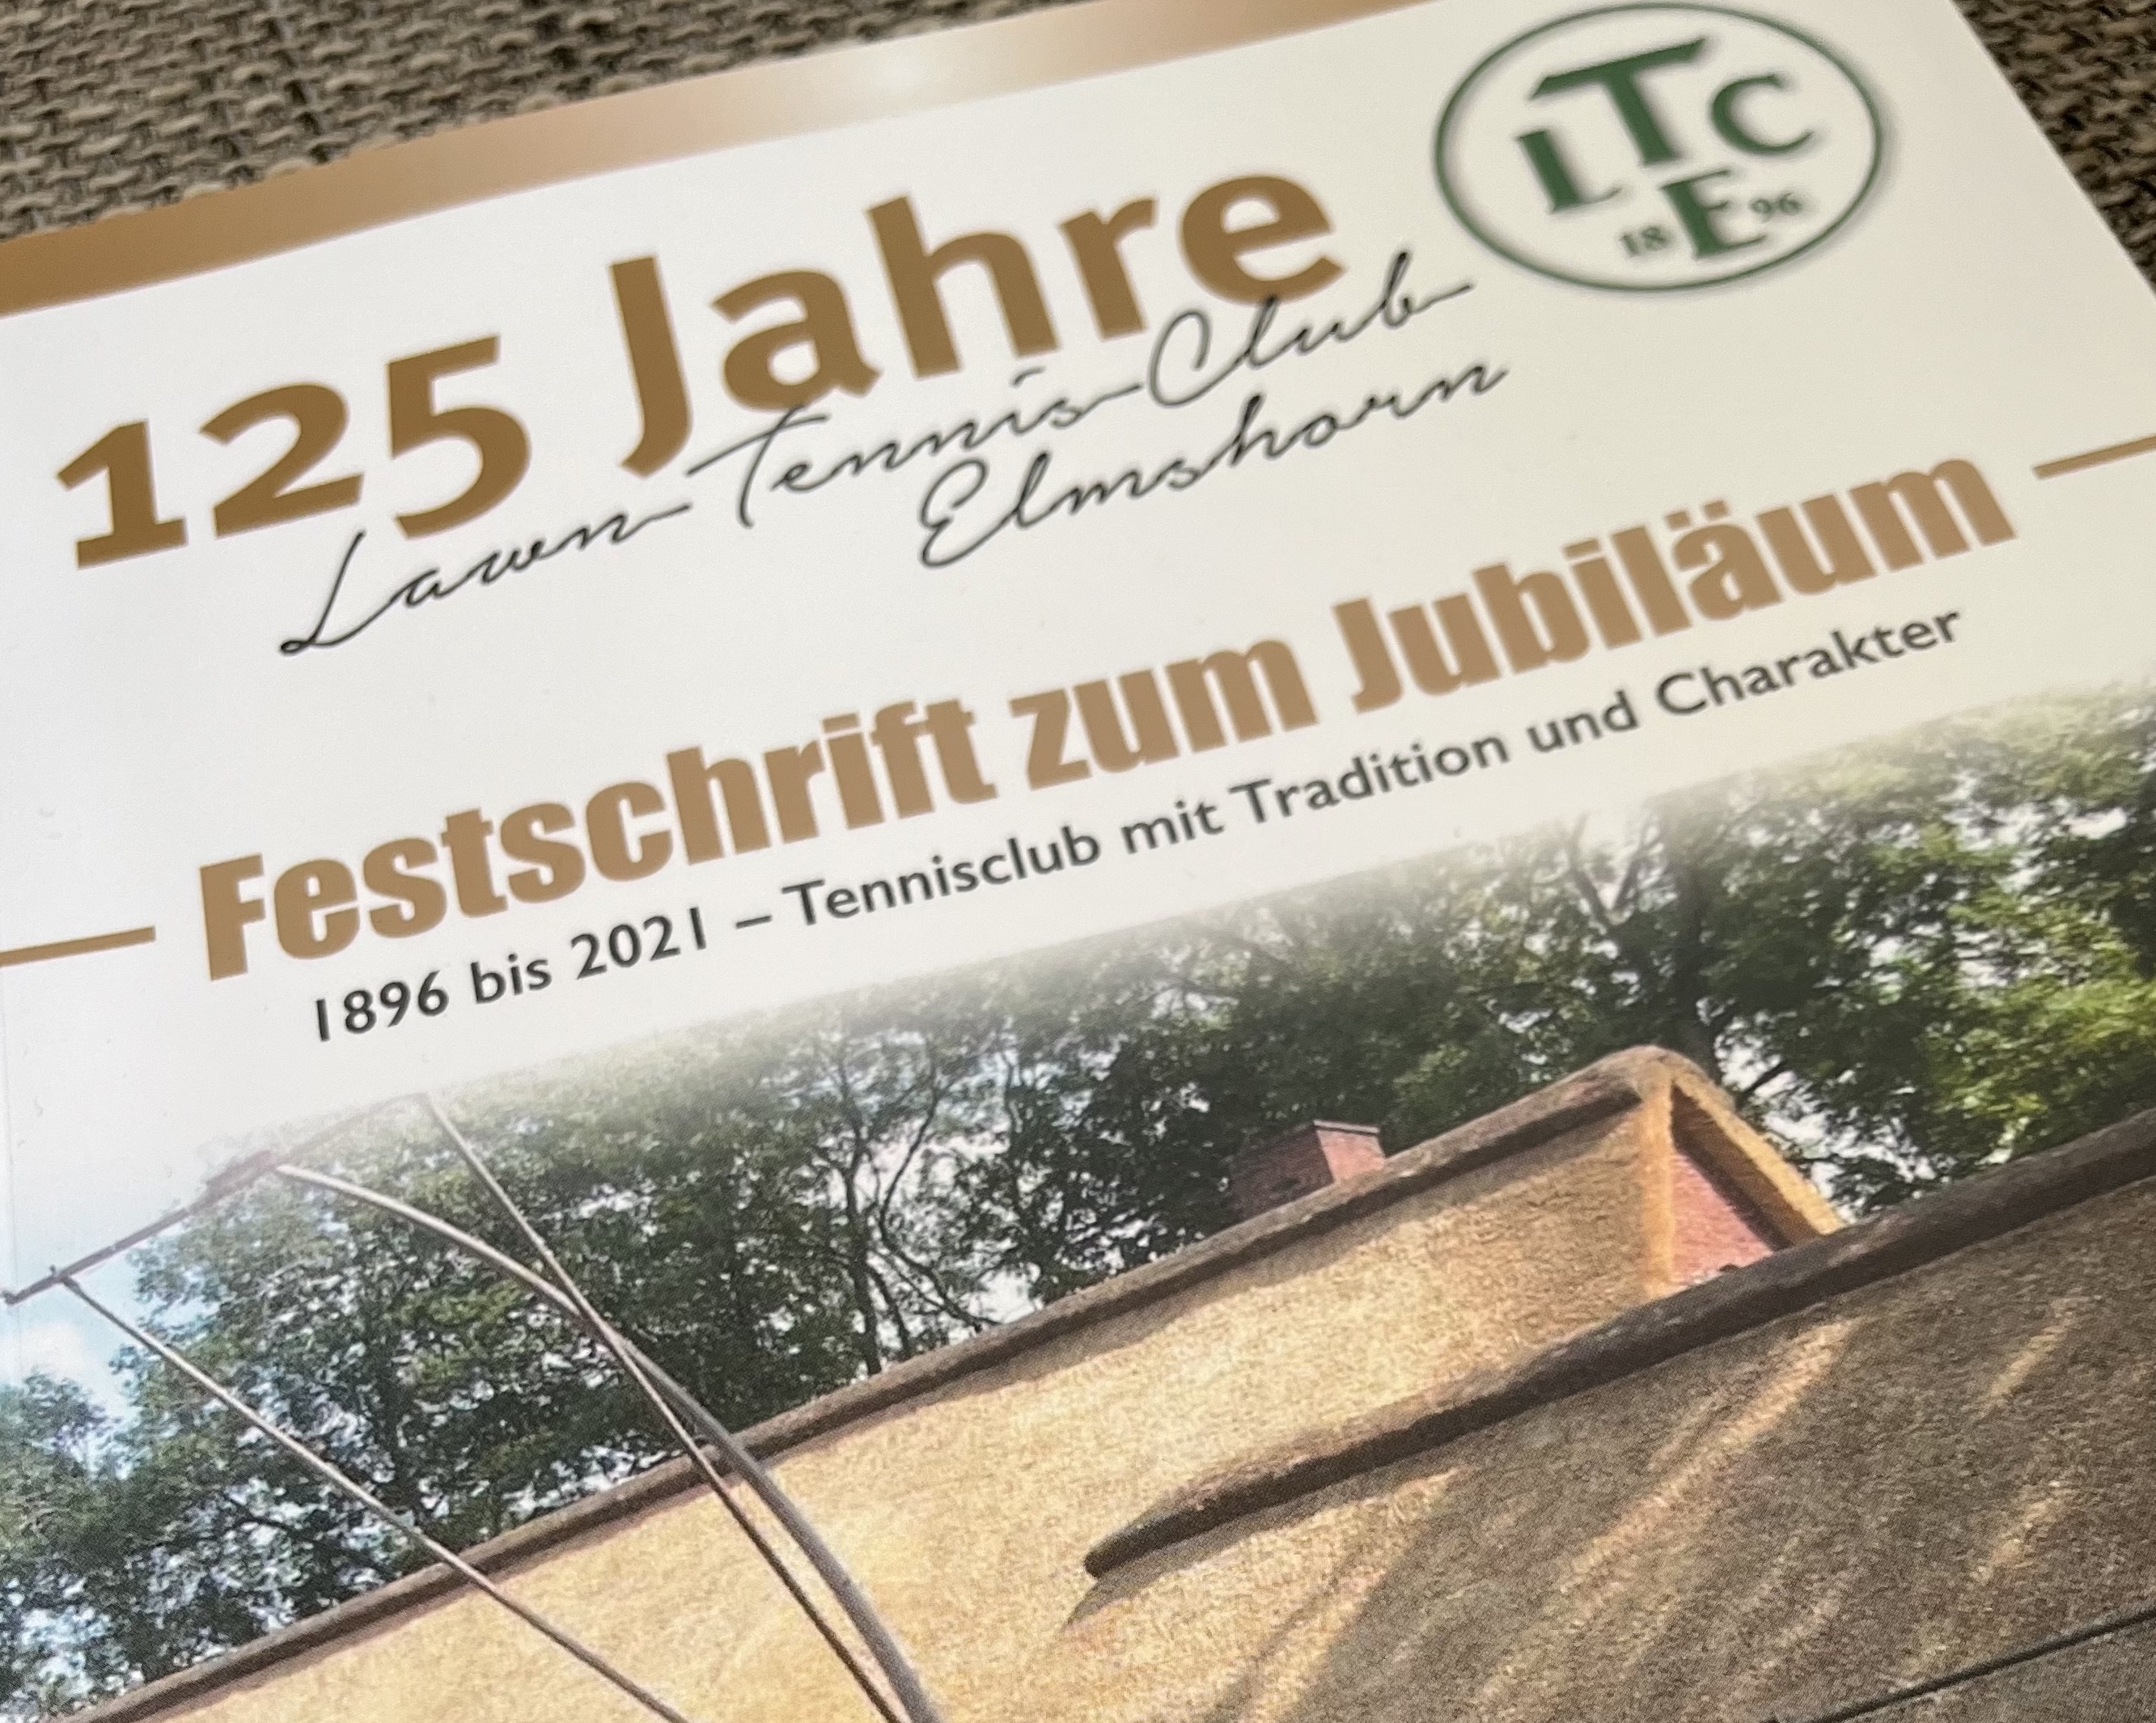 LTC
18 E 96
125 Jahre
Lawn-Tennis-Club-
Elmshorn
Festschrift zum Jubiläum
1896 bis 2021 – Tennisclub mit Tradition und Charakter